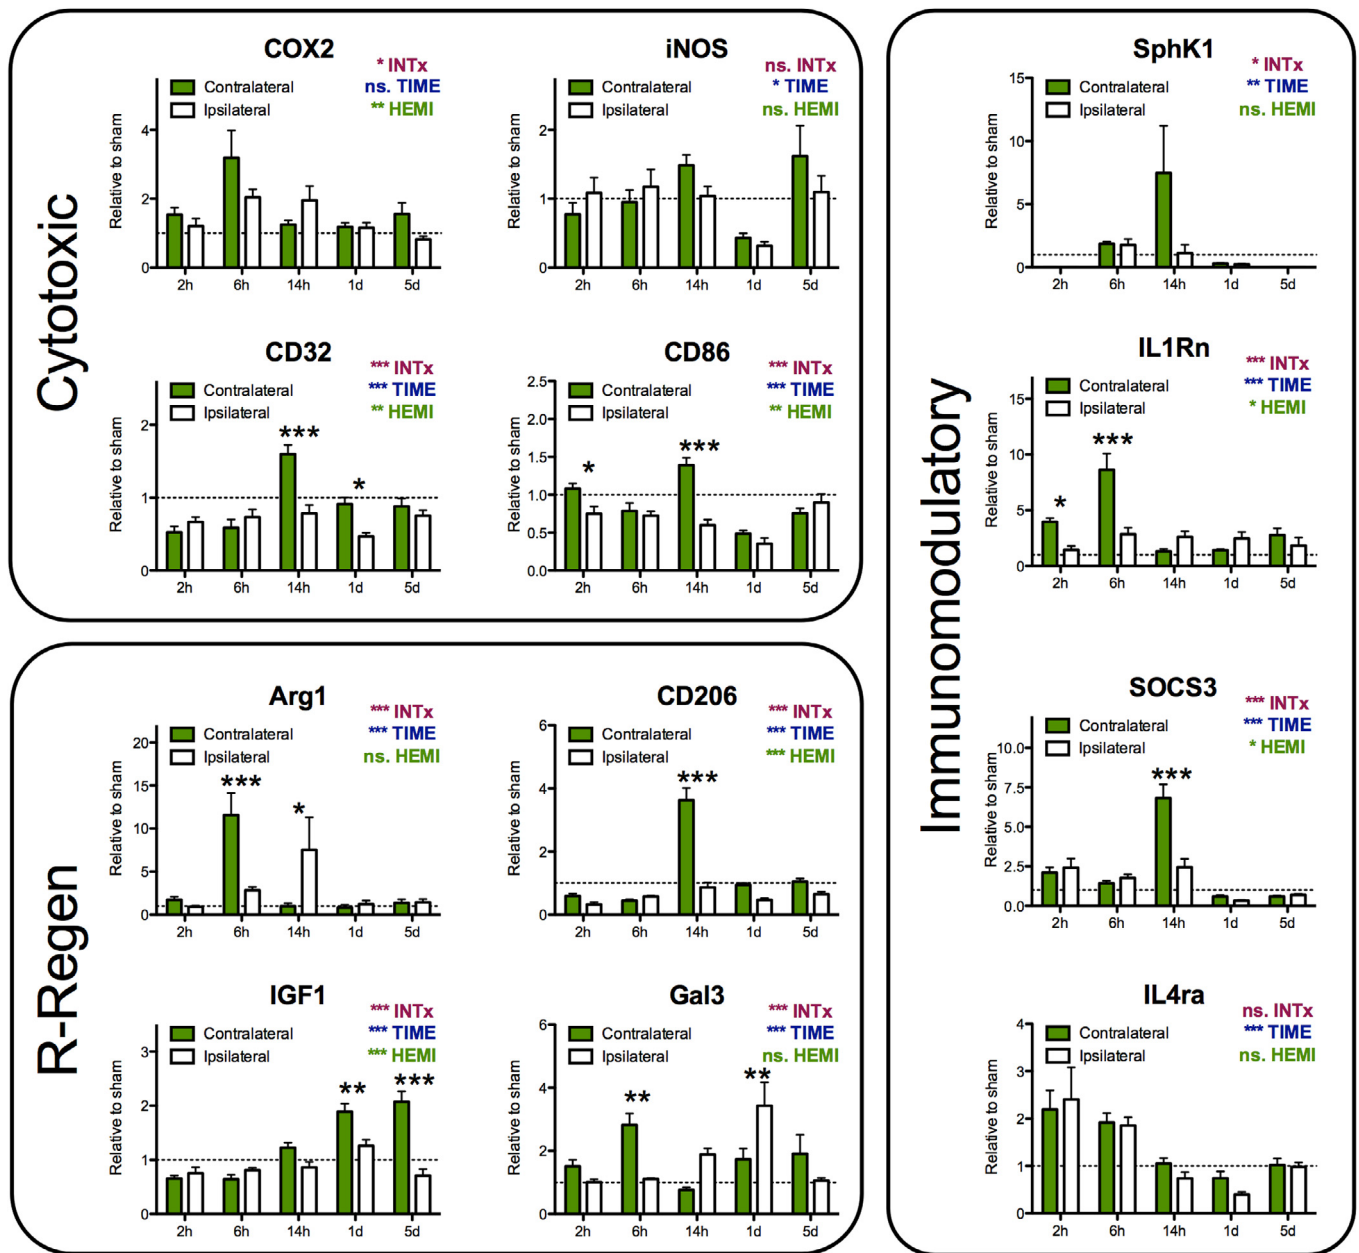 Cytotoxic
COX2
* INTx
ns. TIME
** HEMI
Contralateral
Ipsilateral
Relative to sham
4
2
0
2h 6h 14h 1d 5d
iNOS
ns. INTx
* TIME
ns. HEMI
Contralateral
Ipsilateral
Relative to sham
2
1
0
2h 6h 14h 1d 5d
CD32
*** INTx
*** TIME
** HEMI
Contralateral
Ipsilateral
Relative to sham
2
1
0
*** *
2h 6h 14h 1d 5d
CD86
*** INTx
*** TIME
** HEMI
Contralateral
Ipsilateral
Relative to sham
2.5
2.0
1.5
1.0
0.5
0.0
* ***
2h 6h 14h 1d 5d
R-Regen
Arg1
*** INTx
*** TIME
ns. HEMI
Contralateral
Ipsilateral
Relative to sham
20
15
10
5
0
*** *
2h 6h 14h 1d 5d
CD206
*** INTx
*** TIME
*** HEMI
Contralateral
Ipsilateral
Relative to sham
6
4
2
0
***
2h 6h 14h 1d 5d
IGF1
*** INTx
*** TIME
*** HEMI
Contralateral
Ipsilateral
Relative to sham
3
2
1
0
** ***
2h 6h 14h 1d 5d
Gal3
*** INTx
*** TIME
ns. HEMI
Contralateral
Ipsilateral
Relative to sham
6
4
2
0
** **
2h 6h 14h 1d 5d
Immunomodulatory
SphK1
* INTx
** TIME
ns. HEMI
Contralateral
Ipsilateral
Relative to sham
15
10
5
0
2h 6h 14h 1d 5d
IL1Rn
*** INTx
*** TIME
* HEMI
Contralateral
Ipsilateral
Relative to sham
15
10
5
0
* ***
2h 6h 14h 1d 5d
SOCS3
*** INTx
*** TIME
* HEMI
Contralateral
Ipsilateral
Relative to sham
10.0
7.5
5.0
2.5
0.0
***
2h 6h 14h 1d 5d
IL4ra
ns. INTx
*** TIME
ns. HEMI
Contralateral
Ipsilateral
Relative to sham
4
3
2
1
0
2h 6h 14h 1d 5d